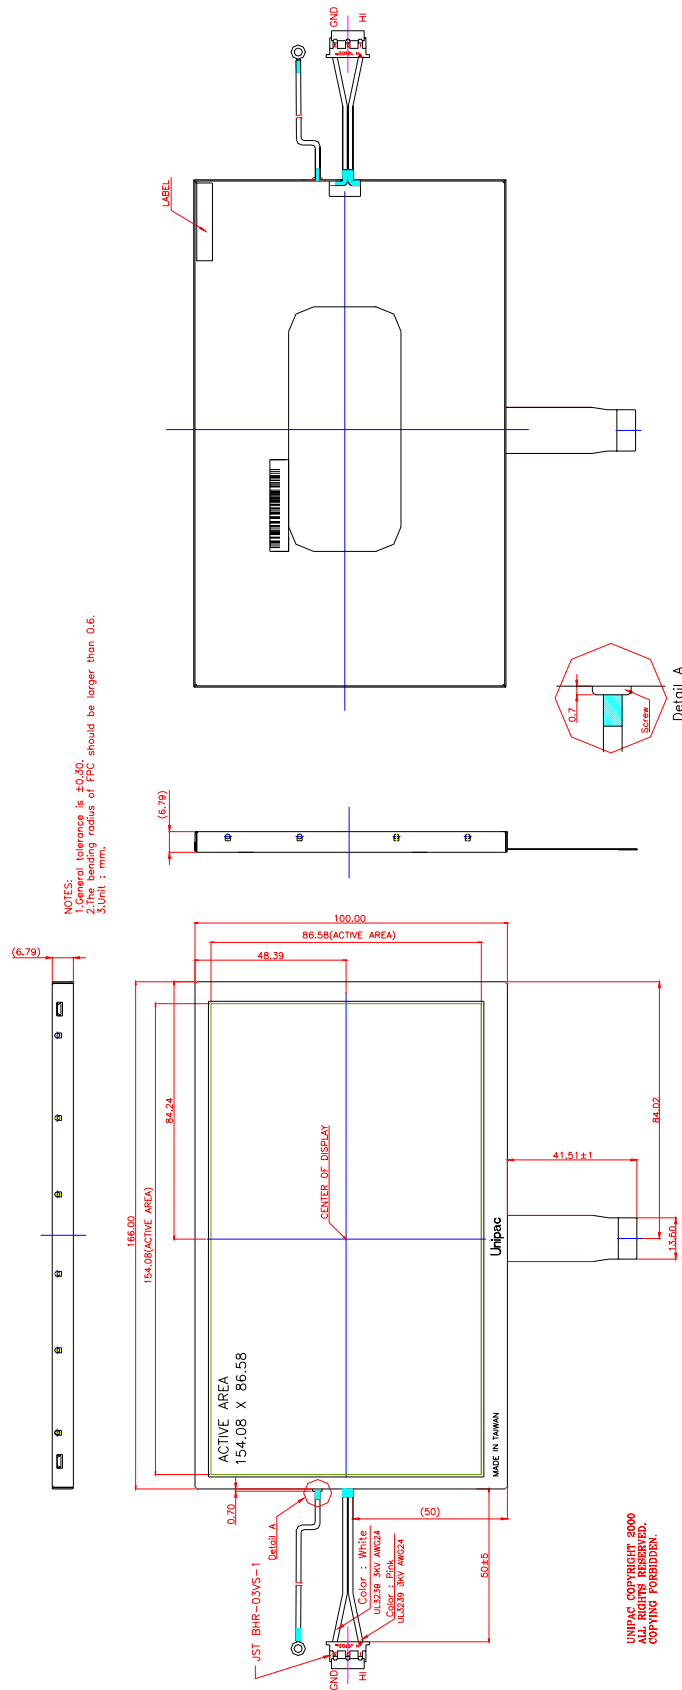 GND
HI
LABEL
NOTES:
1.General tolerance is ±0.30.
2.The bending radius of FPC should be larger than 0.6.
3.Unit : mm.
0.7
Screw
Detail A
(6.79)
(6.79)
100.00
86.58(ACTIVE AREA)
48.39
84.24
166.00
154.08(ACTIVE AREA)
CENTER OF DISPLAY
84.02
41.51±1
13.60
Unipac
ACTIVE AREA
154.08 X 86.58
MADE IN TAIWAN
0.70
Detail A
(50)
50±5
JST BHR-03VS-1
Color : White
UL3239 3KV AWG24
Color : Pink
UL3239 3KV AWG24
GND
HI
UNIPAC COPYRIGHT 2000
ALL RIGHTS RESERVED.
COPYING FORBIDDEN.